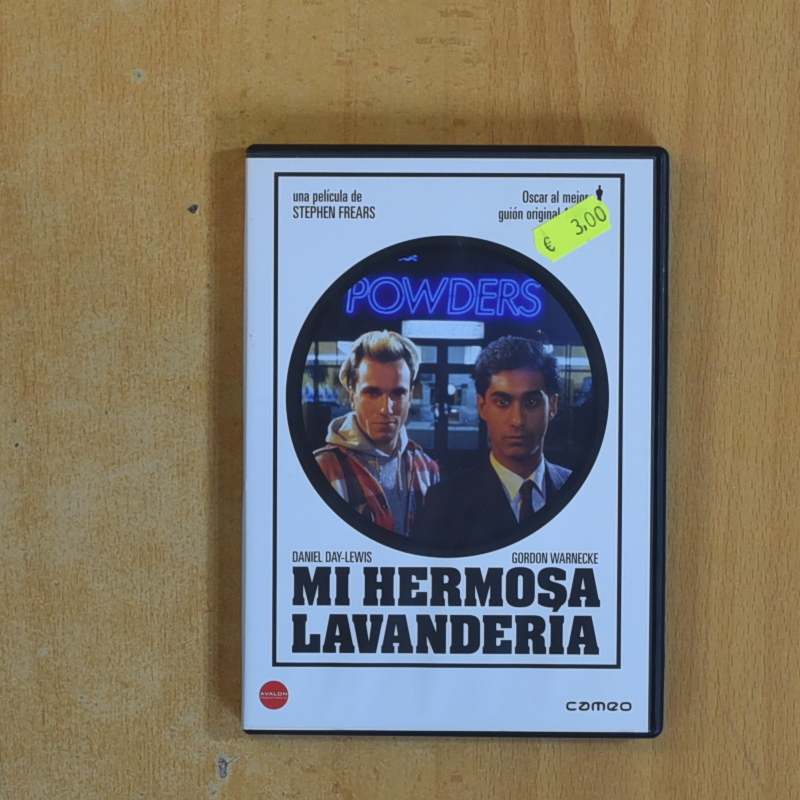 una película de
STEPHEN FREARS
Oscar al mejor
guión original
€ 3,00
POWDERS
DANIEL DAY-LEWIS
GORDON WARNECKE
MI HERMOSA
LAVANDERÍA
AVALON
cameo